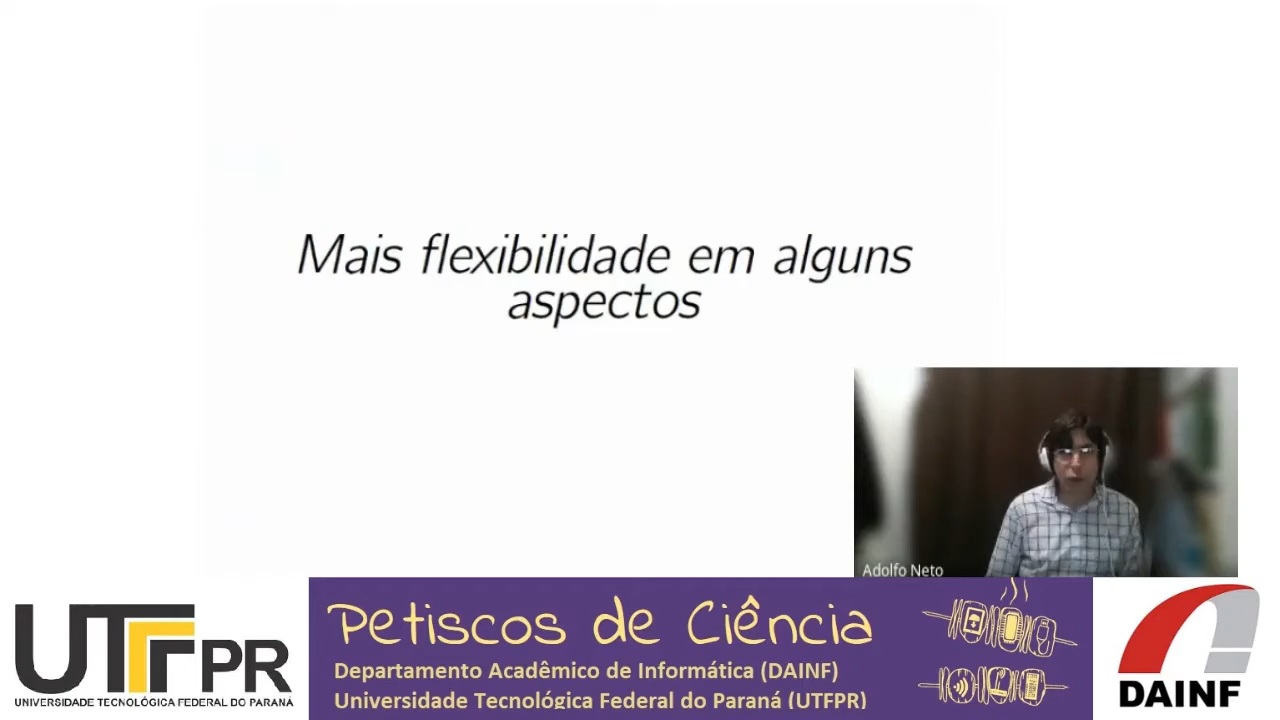 Mais flexibilidade em alguns
aspectos
Adolfo Neto
UTFPR
UNIVERSIDADE TECNOLÓGICA FEDERAL DO PARANÁ
Petiscos de Ciência
Departamento Acadêmico de Informática (DAINF)
Universidade Tecnológica Federal do Paraná (UTFPR)
DAINF